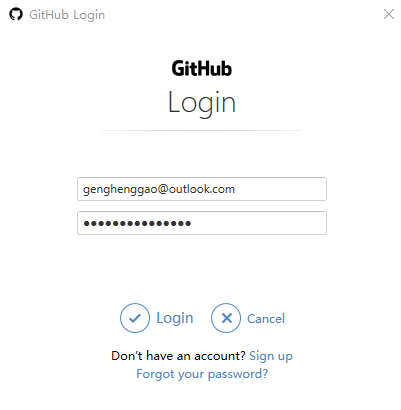 GitHub Login
GitHub
Login
genghenggao@outlook.com
●●●●●●●●●●●●●●●
Login Cancel
Don't have an account? Sign up
Forgot your password?